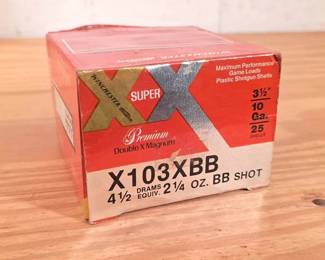 WINCHESTER
SUPER
XX
Premium
Double X Magnum
Maximum Performance
Game Loads
Plastic Shotgun Shells
3½"
10
Ga.
25
X103XBB
4½ DRAMS EQUIV. 2¼ OZ. BB SHOT